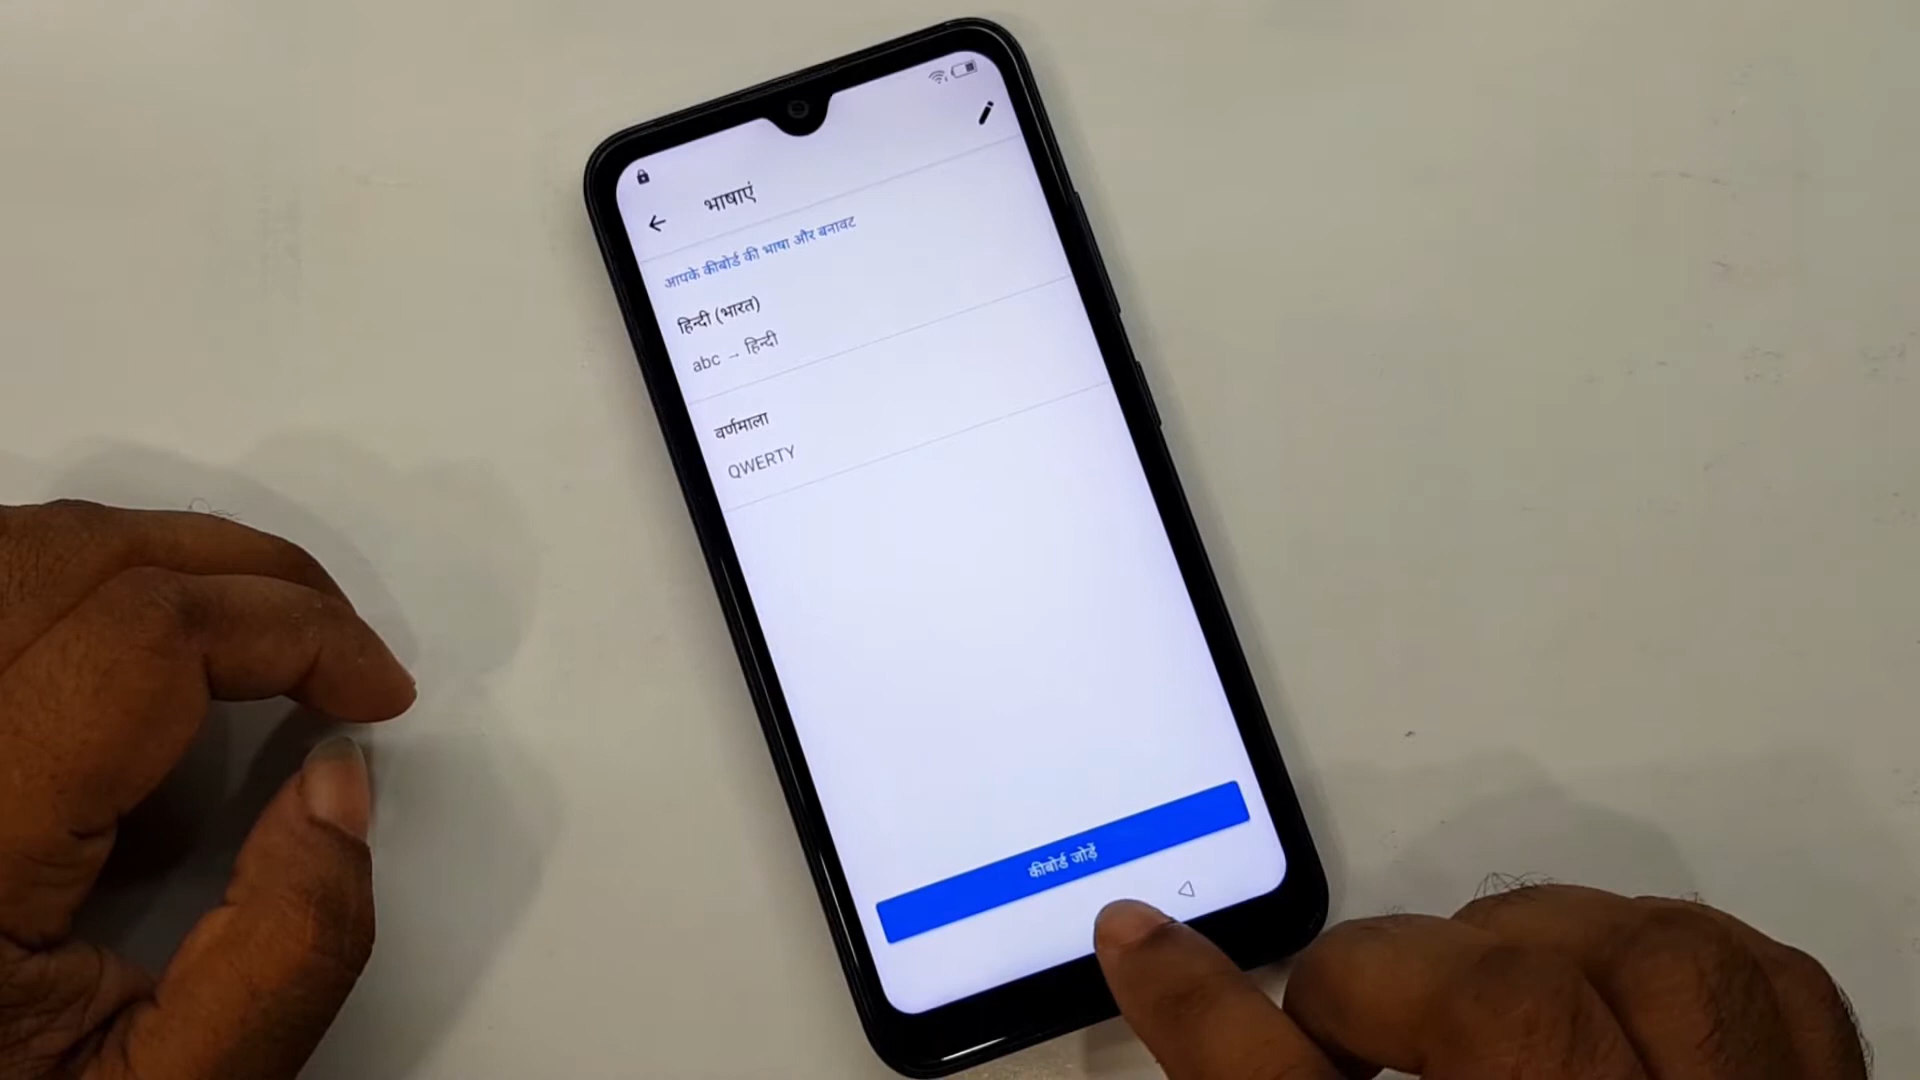 भाषाएं
आपके कीबोर्ड की भाषा और बनावट
हिन्दी (भारत)
abc → हिन्दी
वर्णमाला
QWERTY
कीबोर्ड जोड़ें